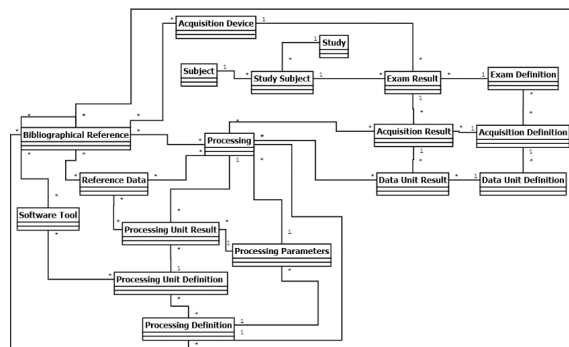 Acquisition Device
Study
Subject
Study Subject
Exam Result
Exam Definition
Bibliographical Reference
Processing
Acquisition Result
Acquisition Definition
Reference Data
Data Unit Result
Data Unit Definition
Software Tool
Processing Unit Result
Processing Parameters
Processing Unit Definition
Processing Definition